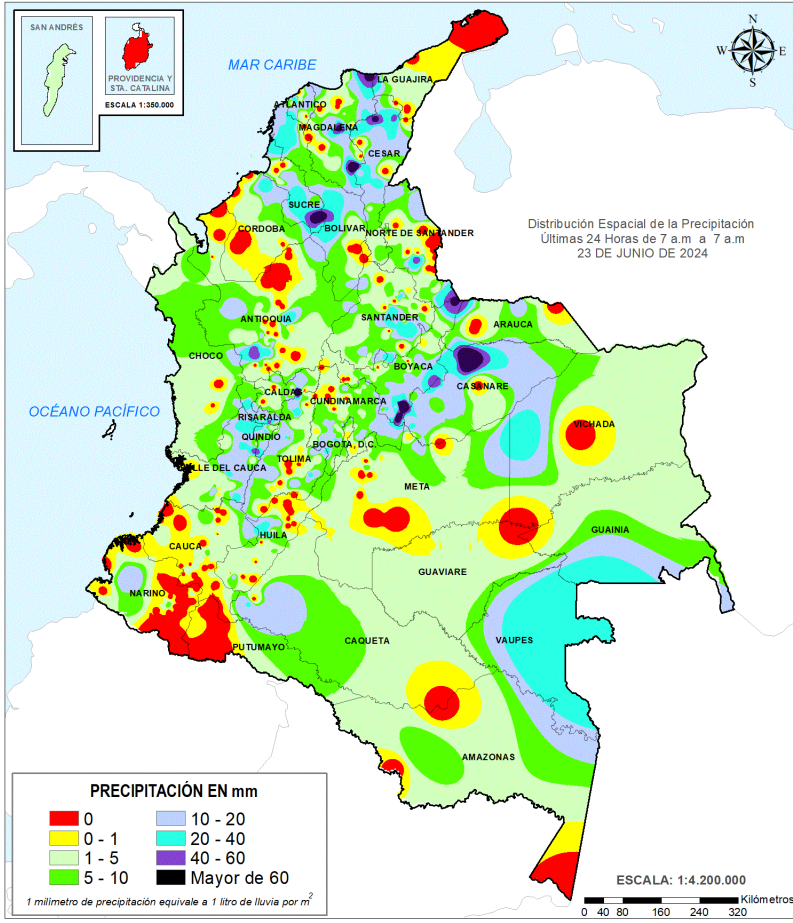 SAN ANDRÉS
PROVIDENCIA Y
STA. CATALINA
ESCALA 1:350.000
MAR CARIBE
N
W
E
S
LA GUAJIRA
ATLANTICO
MAGDALENA
CESAR
SUCRE
CORDOBA
BOLIVAR
NORTE DE SANTANDER
Distribución Espacial de la Precipitación
Últimas 24 Horas de 7 a.m a 7 a.m
23 DE JUNIO DE 2024
ANTIOQUIA
SANTANDER
ARAUCA
CHOCO
BOYACA
CASANARE
CALDAS
CUNDINAMARCA
OCÉANO PACÍFICO
RISARALDA
VICHADA
QUINDIO
BOGOTA, D.C.
TOLIMA
VALLE DEL CAUCA
META
GUAINIA
CAUCA
HUILA
GUAVIARE
NARIÑO
PUTUMAYO
CAQUETA
VAUPES
AMAZONAS
PRECIPITACIÓN EN mm
0
0 - 1
1 - 5
5 - 10
10 - 20
20 - 40
40 - 60
Mayor de 60
1 milímetro de precipitación equivale a 1 litro de lluvia por m²
ESCALA: 1:4.200.000
Kilómetros
0 40 80 160 240 320